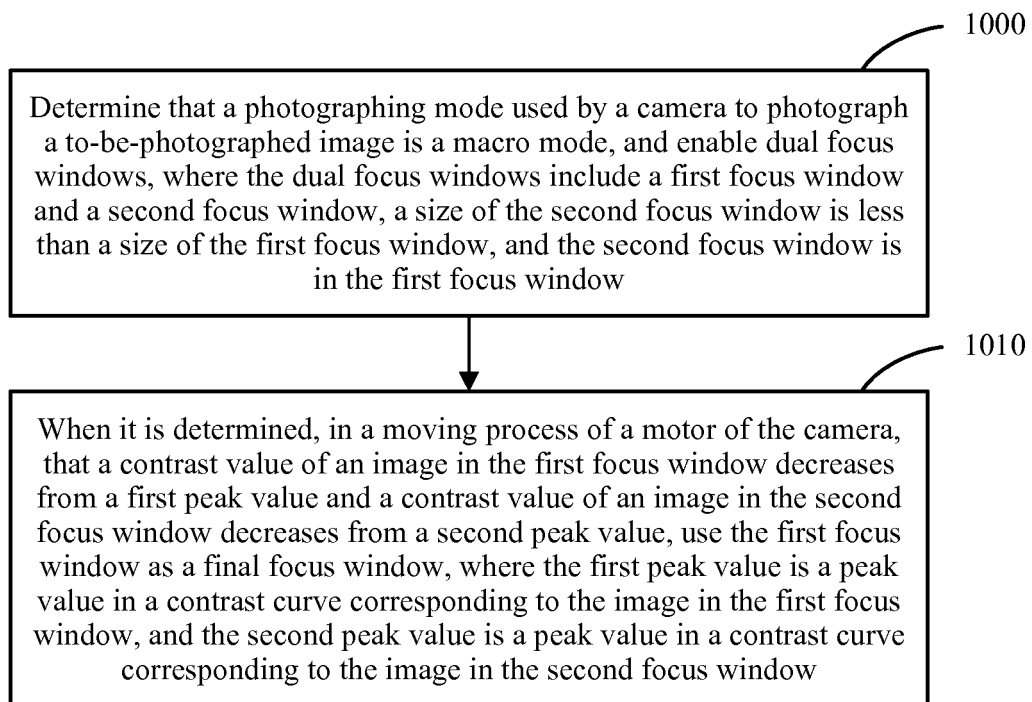 1000
Determine that a photographing mode used by a camera to photograph
a to-be-photographed image is a macro mode, and enable dual focus
windows, where the dual focus windows include a first focus window
and a second focus window, a size of the second focus window is less
than a size of the first focus window, and the second focus window is
in the first focus window
1010
When it is determined, in a moving process of a motor of the camera,
that a contrast value of an image in the first focus window decreases
from a first peak value and a contrast value of an image in the second
focus window decreases from a second peak value, use the first focus
window as a final focus window, where the first peak value is a peak
value in a contrast curve corresponding to the image in the first focus
window, and the second peak value is a peak value in a contrast curve
corresponding to the image in the second focus window